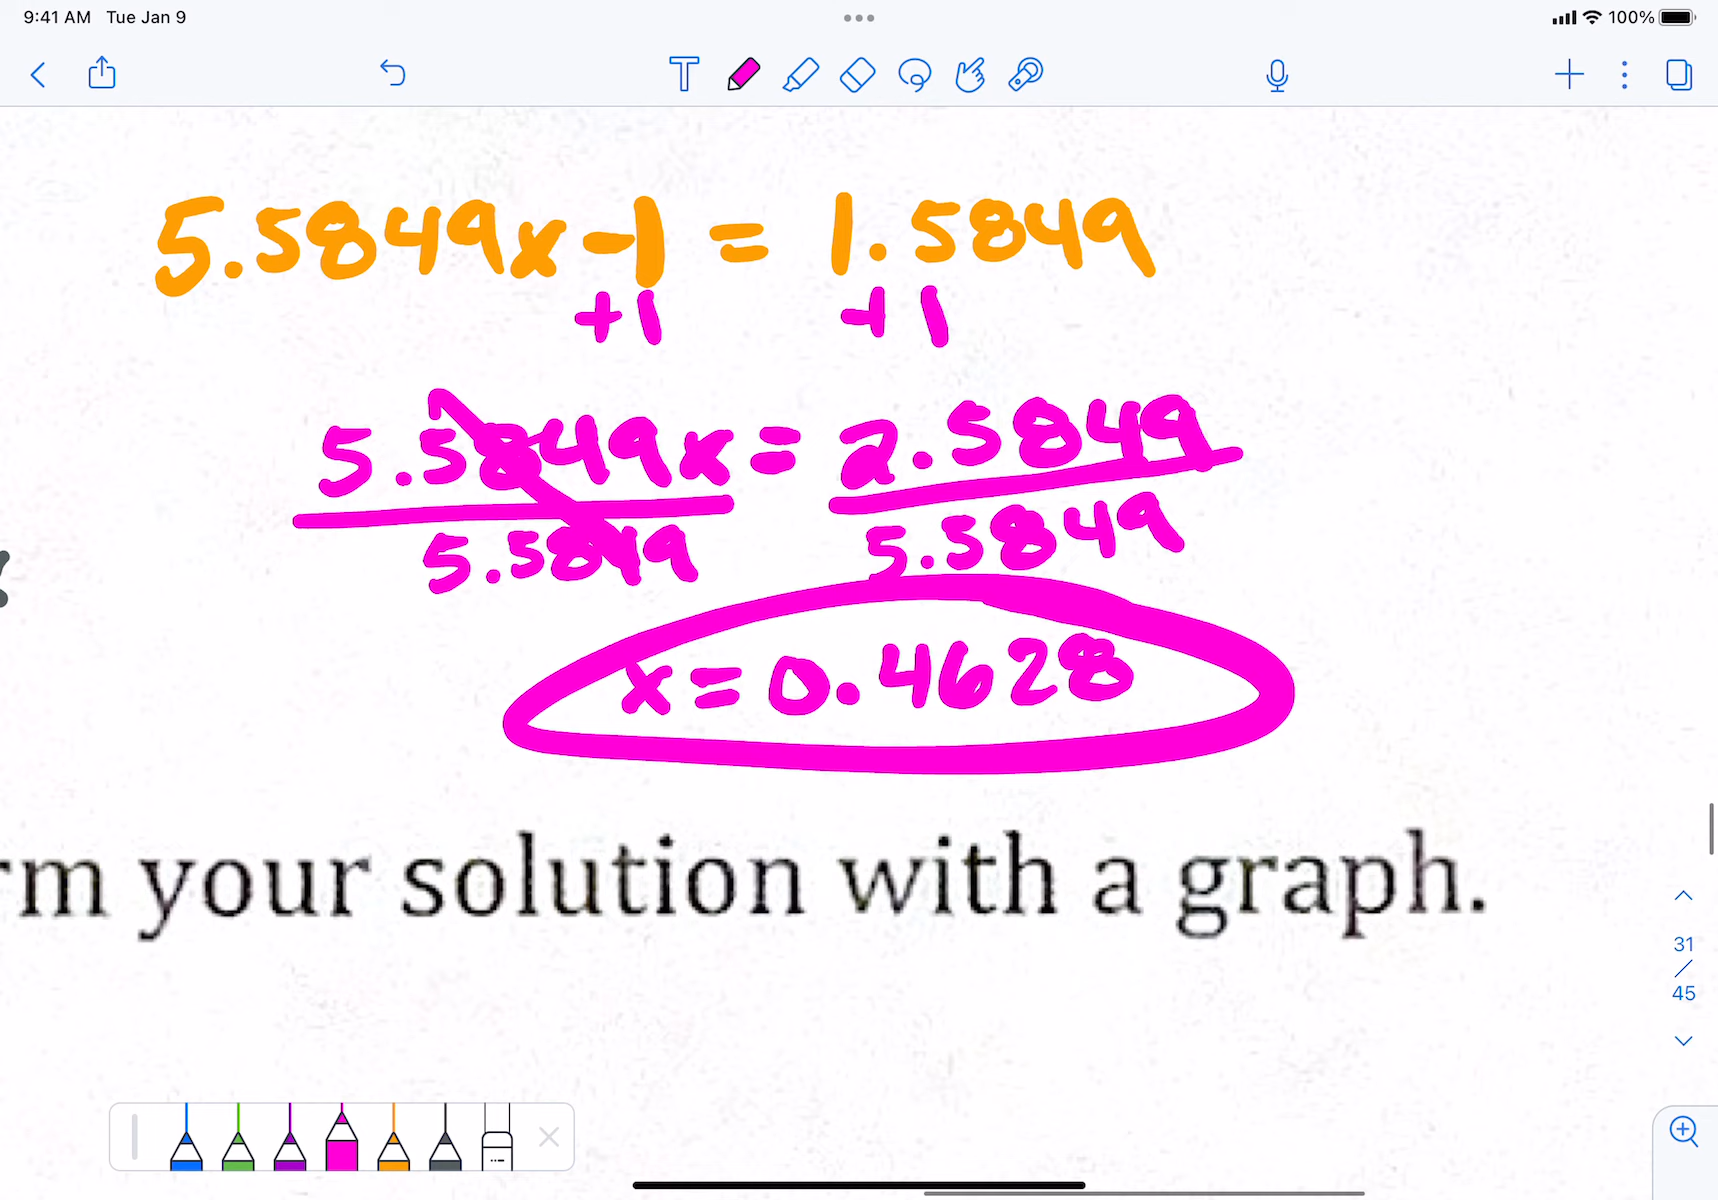 9:41 AM Tue Jan 9
100%
5.5849x-1 = 1.5849
+1 +1
5.5849x = 2.5849
5.5849 5.5849
x = 0.4628
rm your solution with a graph.
31
/
45